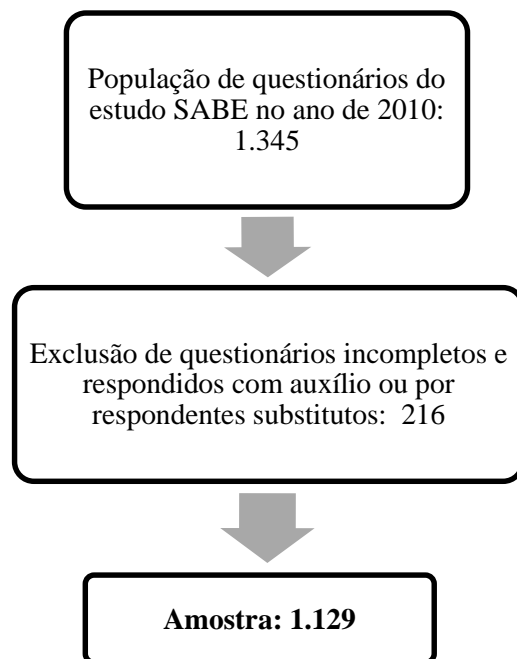 População de questionários do
estudo SABE no ano de 2010:
1.345
Exclusão de questionários incompletos e
respondidos com auxílio ou por
respondentes substitutos: 216
Amostra: 1.129